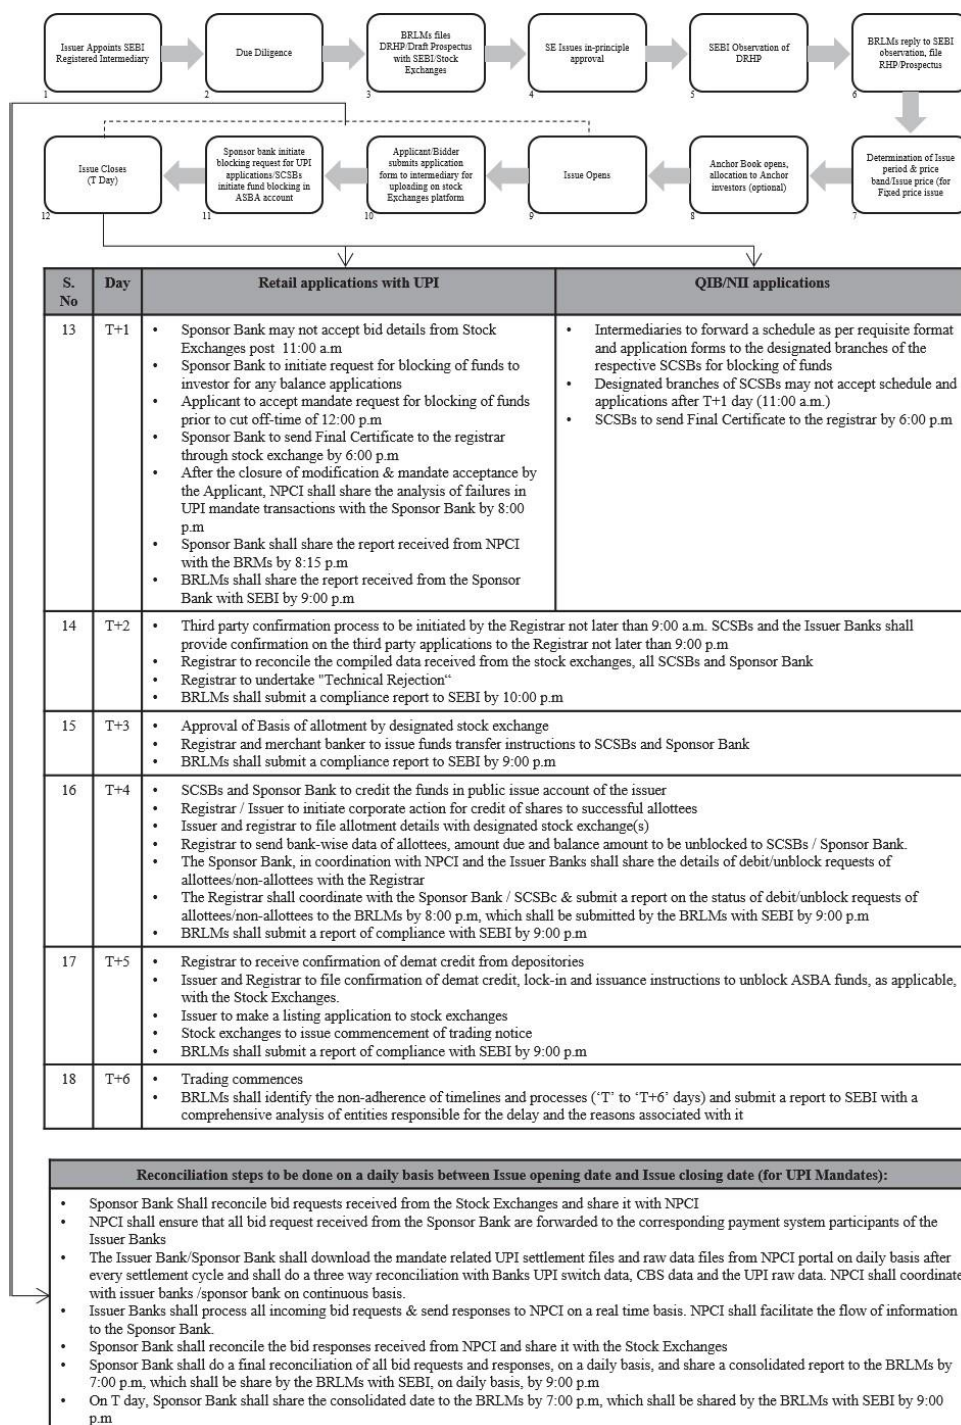 Issuer Appoints SEBI
Registered Intermediary
1
Due Diligence
2
BRLMs files
DRHP/Draft Prospectus
with SEBI/Stock
Exchanges
3
SE Issues in-principle
approval
4
SEBI Observation of
DRHP
5
BRLMs reply to SEBI
observation, file
RHP/Prospectus
6
Determination of Issue
period & price
band/Issue price (for
Fixed price issue
7
Anchor Book opens,
allocation to Anchor
investors (optional)
8
Issue Opens
9
Applicant/Bidder
submits application
form to intermediary for
uploading on stock
Exchanges platform
10
Sponsor bank initiate
blocking request for UPI
applications/SCSBs
initiate fund blocking in
ASBA account
11
Issue Closes
(T Day)
12
S. No
Day
Retail applications with UPI
QIB/NII applications
13
T+1
• Sponsor Bank may not accept bid details from Stock
Exchanges post 11:00 a.m
• Sponsor Bank to initiate request for blocking of funds to
investor for any balance applications
• Applicant to accept mandate request for blocking of funds
prior to cut off-time of 12:00 p.m
• Sponsor Bank to send Final Certificate to the registrar
through stock exchange by 6:00 p.m
• After the closure of modification & mandate acceptance by
the Applicant, NPCI shall share the analysis of failures in
UPI mandate transactions with the Sponsor Bank by 8:00
p.m
• Sponsor Bank shall share the report received from NPCI
with the BRMs by 8:15 p.m
• BRLMs shall share the report received from the Sponsor
Bank with SEBI by 9:00 p.m
• Intermediaries to forward a schedule as per requisite format
and application forms to the designated branches of the
respective SCSBs for blocking of funds
• Designated branches of SCSBs may not accept schedule and
applications after T+1 day (11:00 a.m.)
• SCSBs to send Final Certificate to the registrar by 6:00 p.m
14
T+2
• Third party confirmation process to be initiated by the Registrar not later than 9:00 a.m. SCSBs and the Issuer Banks shall
provide confirmation on the third party applications to the Registrar not later than 9:00 p.m
• Registrar to reconcile the compiled data received from the stock exchanges, all SCSBs and Sponsor Bank
• Registrar to undertake "Technical Rejection“
• BRLMs shall submit a compliance report to SEBI by 10:00 p.m
15
T+3
• Approval of Basis of allotment by designated stock exchange
• Registrar and merchant banker to issue funds transfer instructions to SCSBs and Sponsor Bank
• BRLMs shall submit a compliance report to SEBI by 9:00 p.m
16
T+4
• SCSBs and Sponsor Bank to credit the funds in public issue account of the issuer
• Registrar / Issuer to initiate corporate action for credit of shares to successful allottees
• Issuer and registrar to file allotment details with designated stock exchange(s)
• Registrar to send bank-wise data of allottees, amount due and balance amount to be unblocked to SCSBs / Sponsor Bank.
• The Sponsor Bank, in coordination with NPCI and the Issuer Banks shall share the details of debit/unblock requests of
allottees/non-allottees with the Registrar
• The Registrar shall coordinate with the Sponsor Bank / SCSBc & submit a report on the status of debit/unblock requests of
allottees/non-allottees to the BRLMs by 8:00 p.m, which shall be submitted by the BRLMs with SEBI by 9:00 p.m
• BRLMs shall submit a report of compliance with SEBI by 9:00 p.m
17
T+5
• Registrar to receive confirmation of demat credit from depositories
• Issuer and Registrar to file confirmation of demat credit, lock-in and issuance instructions to unblock ASBA funds, as applicable,
with the Stock Exchanges.
• Issuer to make a listing application to stock exchanges
• Stock exchanges to issue commencement of trading notice
• BRLMs shall submit a report of compliance with SEBI by 9:00 p.m
18
T+6
• Trading commences
• BRLMs shall identify the non-adherence of timelines and processes (‘T’ to ‘T+6’ days) and submit a report to SEBI with a
comprehensive analysis of entities responsible for the delay and the reasons associated with it
Reconciliation steps to be done on a daily basis between Issue opening date and Issue closing date (for UPI Mandates):
• Sponsor Bank Shall reconcile bid requests received from the Stock Exchanges and share it with NPCI
• NPCI shall ensure that all bid request received from the Sponsor Bank are forwarded to the corresponding payment system participants of the
Issuer Banks
• The Issuer Bank/Sponsor Bank shall download the mandate related UPI settlement files and raw data files from NPCI portal on daily basis after
every settlement cycle and shall do a three way reconciliation with Banks UPI switch data, CBS data and the UPI raw data. NPCI shall coordinate
with issuer banks /sponsor bank on continuous basis.
• Issuer Banks shall process all incoming bid requests & send responses to NPCI on a real time basis. NPCI shall facilitate the flow of information
to the Sponsor Bank.
• Sponsor Bank shall reconcile the bid responses received from NPCI and share it with the Stock Exchanges
• Sponsor Bank shall do a final reconciliation of all bid requests and responses, on a daily basis, and share a consolidated report to the BRLMs by
7:00 p.m, which shall be share by the BRLMs with SEBI, on daily basis, by 9:00 p.m
• On T day, Sponsor Bank shall share the consolidated date to the BRLMs by 7:00 p.m, which shall be shared by the BRLMs with SEBI by 9:00
p.m